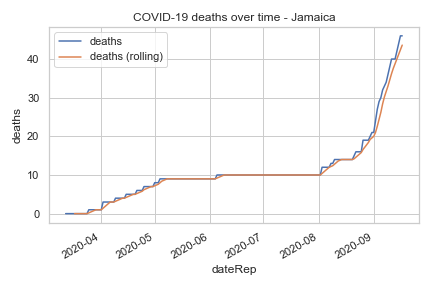 COVID-19 deaths over time - Jamaica
deaths
deaths (rolling)
deaths
40
30
20
10
0
2020-04
2020-05
2020-06
2020-07
2020-08
2020-09
dateRep